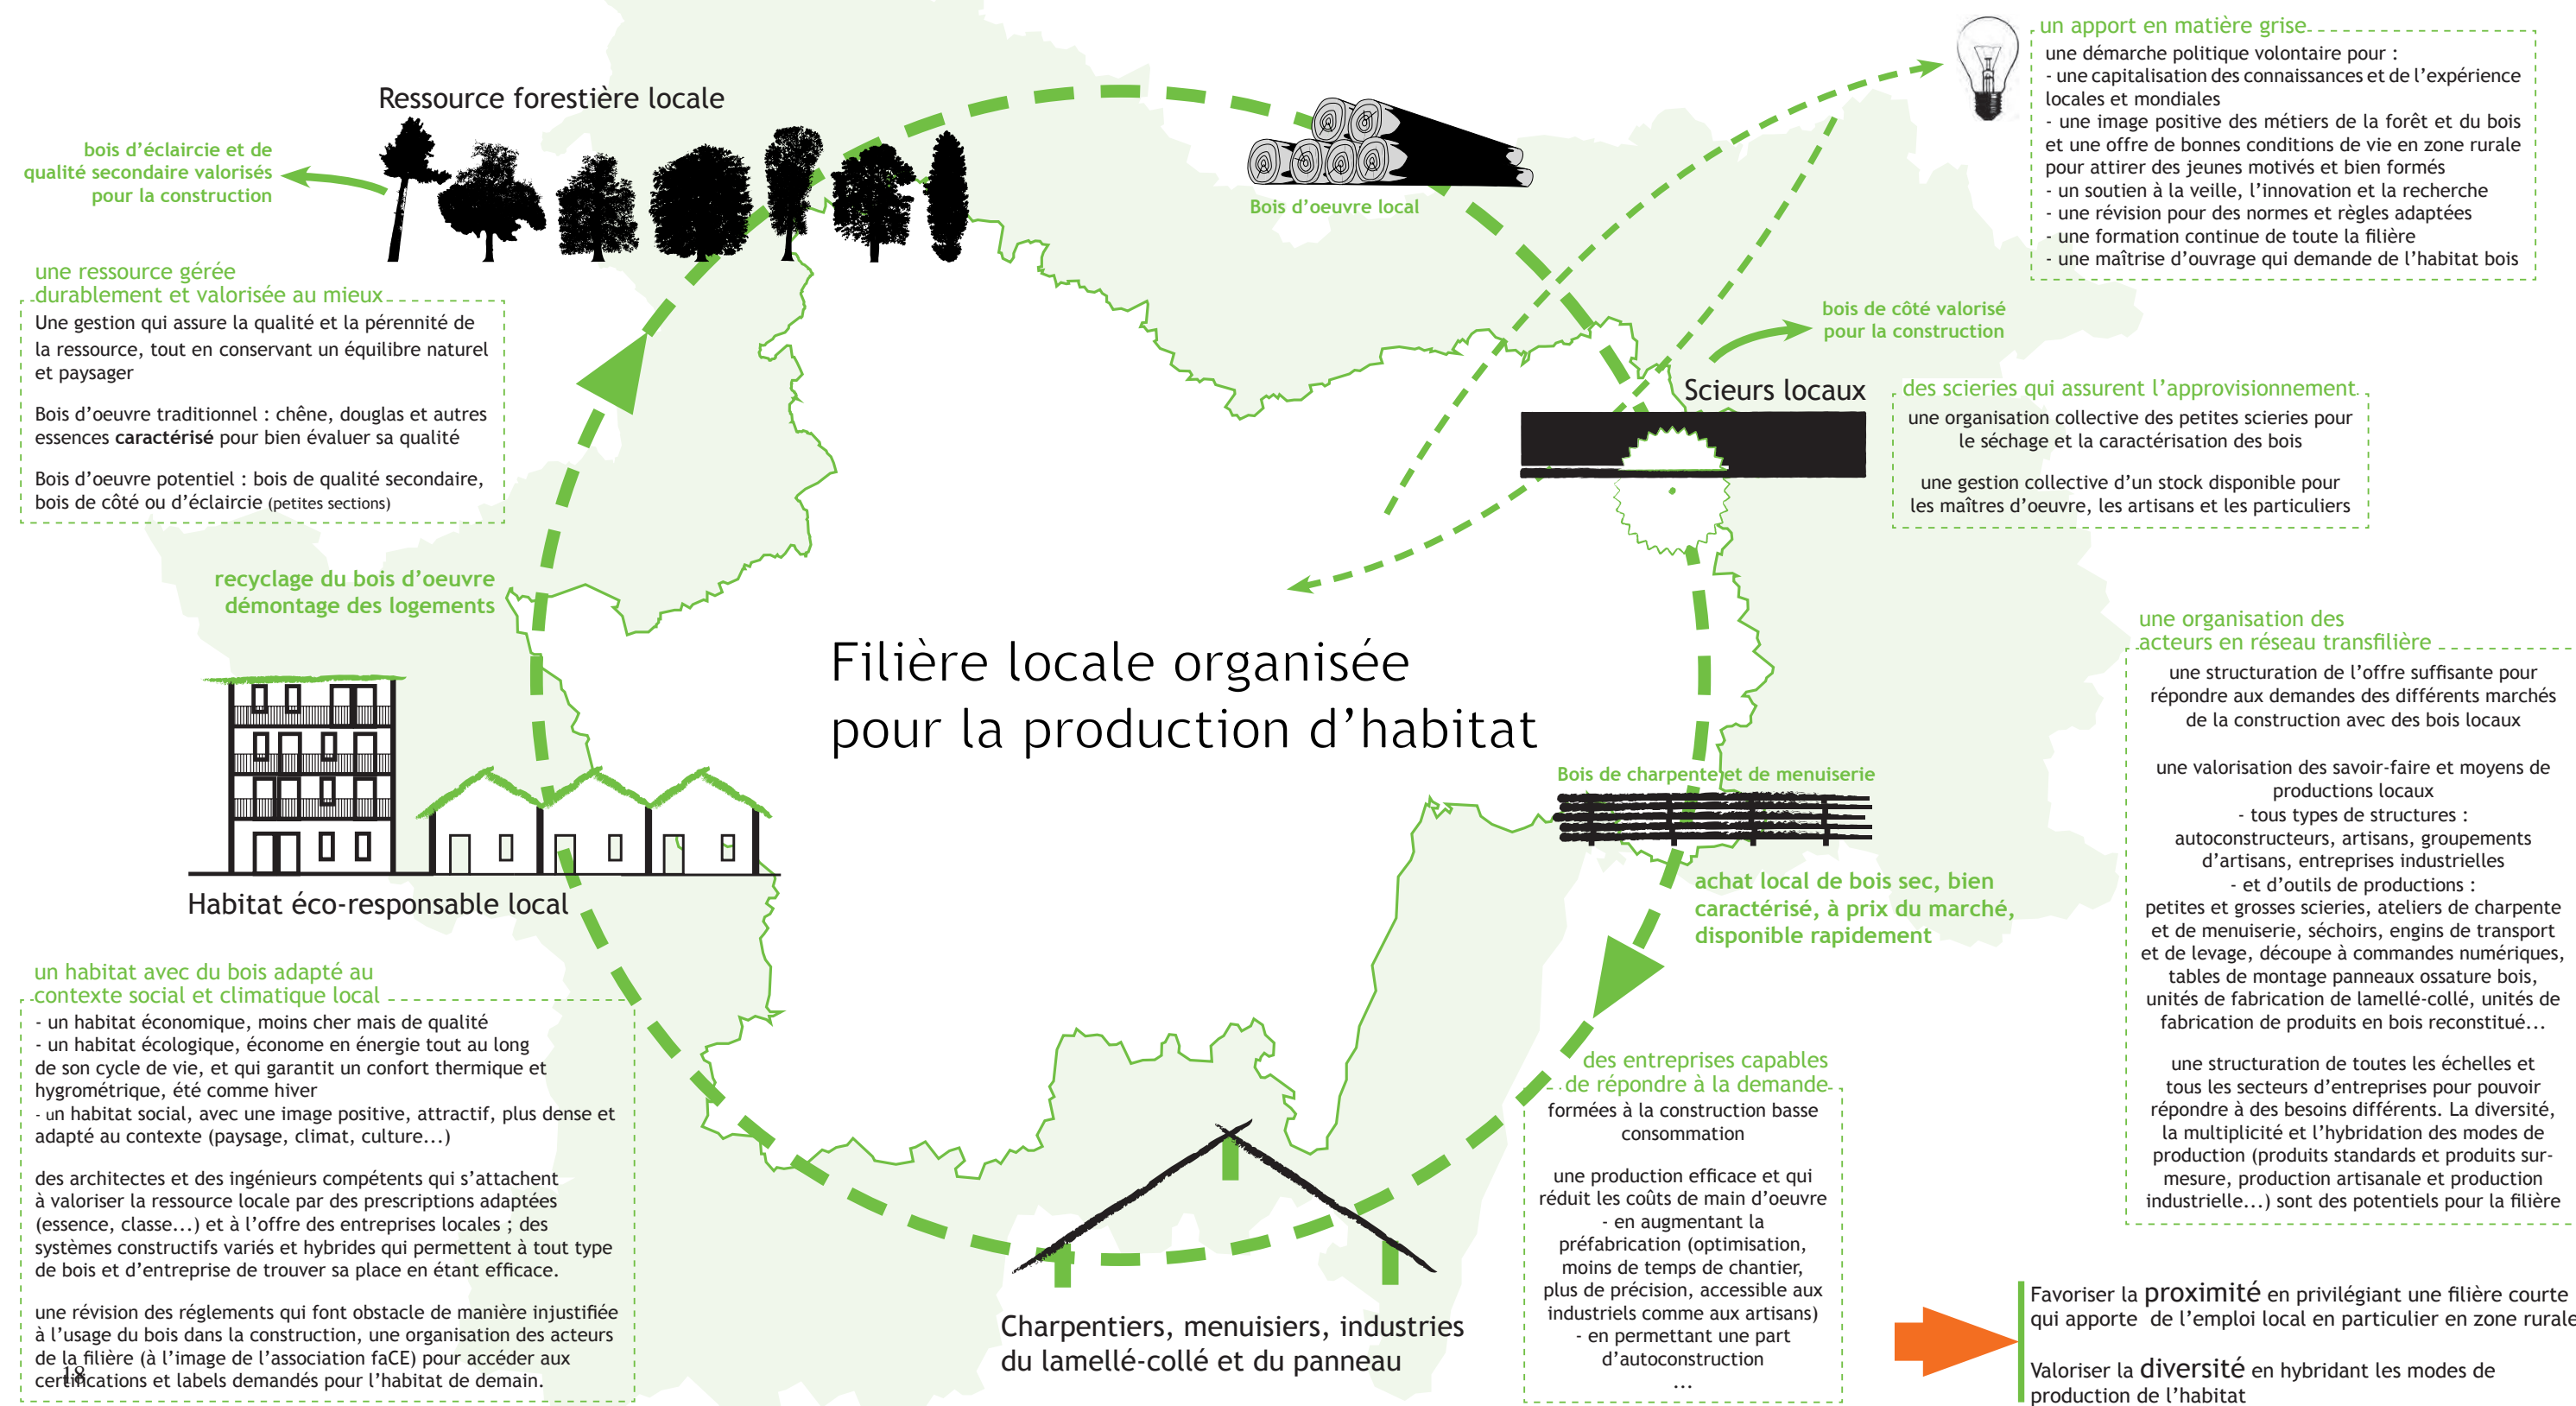 Ressource forestière locale
bois d’éclaircie et de
qualité secondaire valorisés
pour la construction
une ressource gérée
durablement et valorisée au mieux
Une gestion qui assure la qualité et la pérennité de
la ressource, tout en conservant un équilibre naturel
et paysager
Bois d’oeuvre traditionnel : chêne, douglas et autres
essences caractérisé pour bien évaluer sa qualité
Bois d’oeuvre potentiel : bois de qualité secondaire,
bois de côté ou d’éclaircie (petites sections)
Bois d’oeuvre local
un apport en matière grise
une démarche politique volontaire pour :
- une capitalisation des connaissances et de l’expérience
locales et mondiales
- une image positive des métiers de la forêt et du bois
et une offre de bonnes conditions de vie en zone rurale
pour attirer des jeunes motivés et bien formés
- un soutien à la veille, l’innovation et la recherche
- une révision pour des normes et règles adaptées
- une formation continue de toute la filière
- une maîtrise d’ouvrage qui demande de l’habitat bois
bois de côté valorisé
pour la construction
Scieurs locaux
des scieries qui assurent l’approvisionnement
une organisation collective des petites scieries pour
le séchage et la caractérisation des bois
une gestion collective d’un stock disponible pour
les maîtres d’oeuvre, les artisans et les particuliers
recyclage du bois d’oeuvre
démontage des logements
Filière locale organisée
pour la production d’habitat
une organisation des
acteurs en réseau transfilière
une structuration de l’offre suffisante pour
répondre aux demandes des différents marchés
de la construction avec des bois locaux
une valorisation des savoir-faire et moyens de
productions locaux
- tous types de structures :
autoconstructeurs, artisans, groupements
d’artisans, entreprises industrielles
- et d’outils de productions :
petites et grosses scieries, ateliers de charpente
et de menuiserie, séchoirs, engins de transport
et de levage, découpe à commandes numériques,
tables de montage panneaux ossature bois,
unités de fabrication de lamellé-collé, unités de
fabrication de produits en bois reconstitué...
une structuration de toutes les échelles et
tous les secteurs d’entreprises pour pouvoir
répondre à des besoins différents. La diversité,
la multiplicité et l’hybridation des modes de
production (produits standards et produits sur-
mesure, production artisanale et production
industrielle...) sont des potentiels pour la filière
Bois de charpente et de menuiserie
achat local de bois sec, bien
caractérisé, à prix du marché,
disponible rapidement
Habitat éco-responsable local
un habitat avec du bois adapté au
contexte social et climatique local
- un habitat économique, moins cher mais de qualité
- un habitat écologique, économe en énergie tout au long
de son cycle de vie, et qui garantit un confort thermique et
hygrométrique, été comme hiver
- un habitat social, avec une image positive, attractif, plus dense et
adapté au contexte (paysage, climat, culture...)
des architectes et des ingénieurs compétents qui s’attachent
à valoriser la ressource locale par des prescriptions adaptées
(essence, classe...) et à l’offre des entreprises locales ; des
systèmes constructifs variés et hybrides qui permettent à tout type
de bois et d’entreprise de trouver sa place en étant efficace.
une révision des réglements qui font obstacle de manière injustifiée
à l’usage du bois dans la construction, une organisation des acteurs
de la filière (à l’image de l’association faCE) pour accéder aux
certifications et labels demandés pour l’habitat de demain.
18
des entreprises capables
de répondre à la demande
formées à la construction basse
consommation
une production efficace et qui
réduit les coûts de main d’oeuvre
- en augmentant la
préfabrication (optimisation,
moins de temps de chantier,
plus de précision, accessible aux
industriels comme aux artisans)
- en permettant une part
d’autoconstruction
...
Charpentiers, menuisiers, industries
du lamellé-collé et du panneau
Favoriser la proximité en privilégiant une filière courte
qui apporte de l’emploi local en particulier en zone rurale
Valoriser la diversité en hybridant les modes de
production de l’habitat